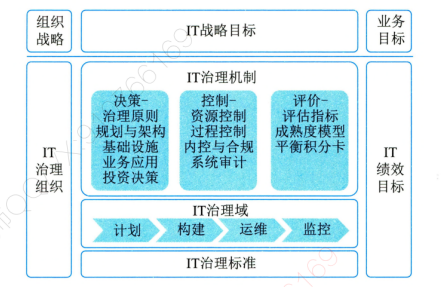 组织
战略
IT战略目标
业务
目标
IT
治理
组织
IT治理机制
决策-
治理原则
规划与架构
基础设施
业务应用
投资决策
控制-
资源控制
过程控制
内控与合规
系统审计
评价-
评估指标
成熟度模型
平衡积分卡
IT治理域
计划
构建
运维
监控
IT治理标准
IT
绩效
目标